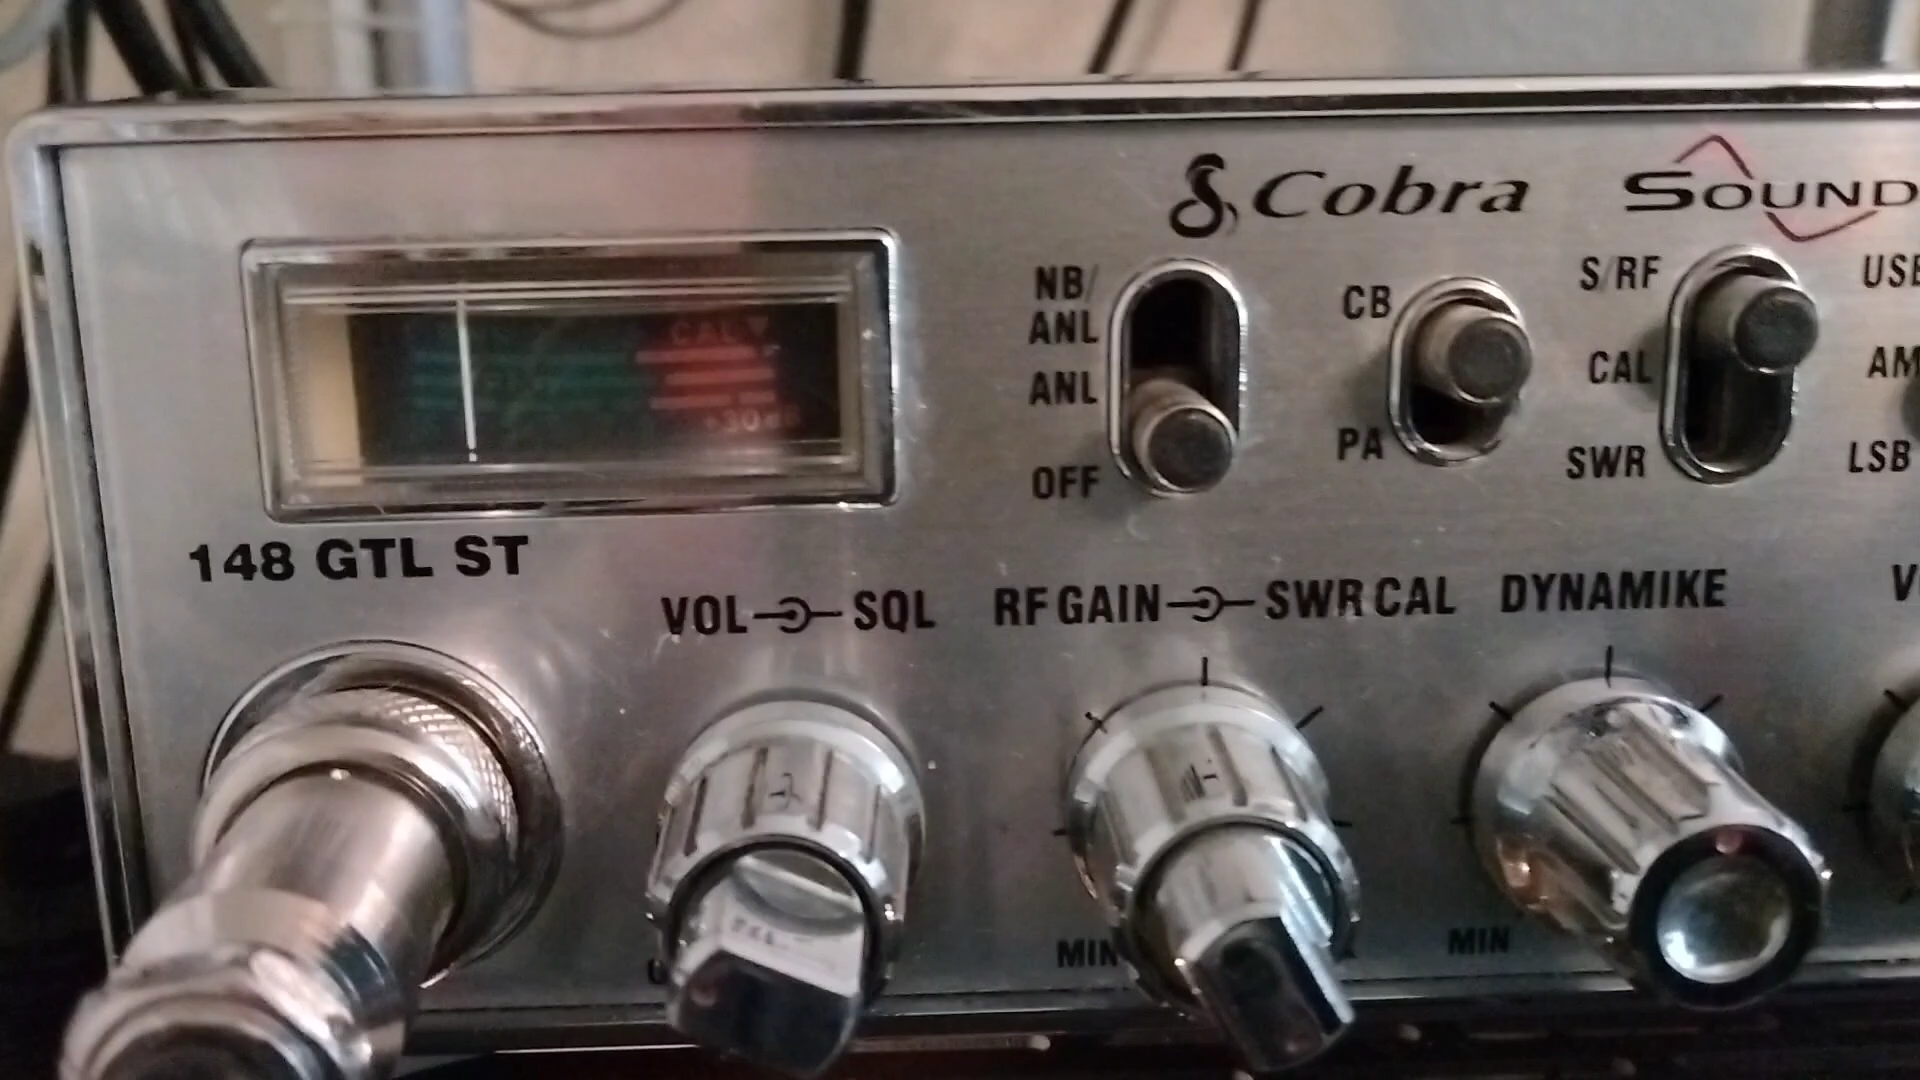 Cobra SOUND
NB/
ANL
ANL
OFF
CB
PA
S/RF
CAL
SWR
USB
AM
LSB
CAL
+30dB
148 GTL ST
VOL SQL
RF GAIN SWR CAL
DYNAMIKE
MIN
MIN